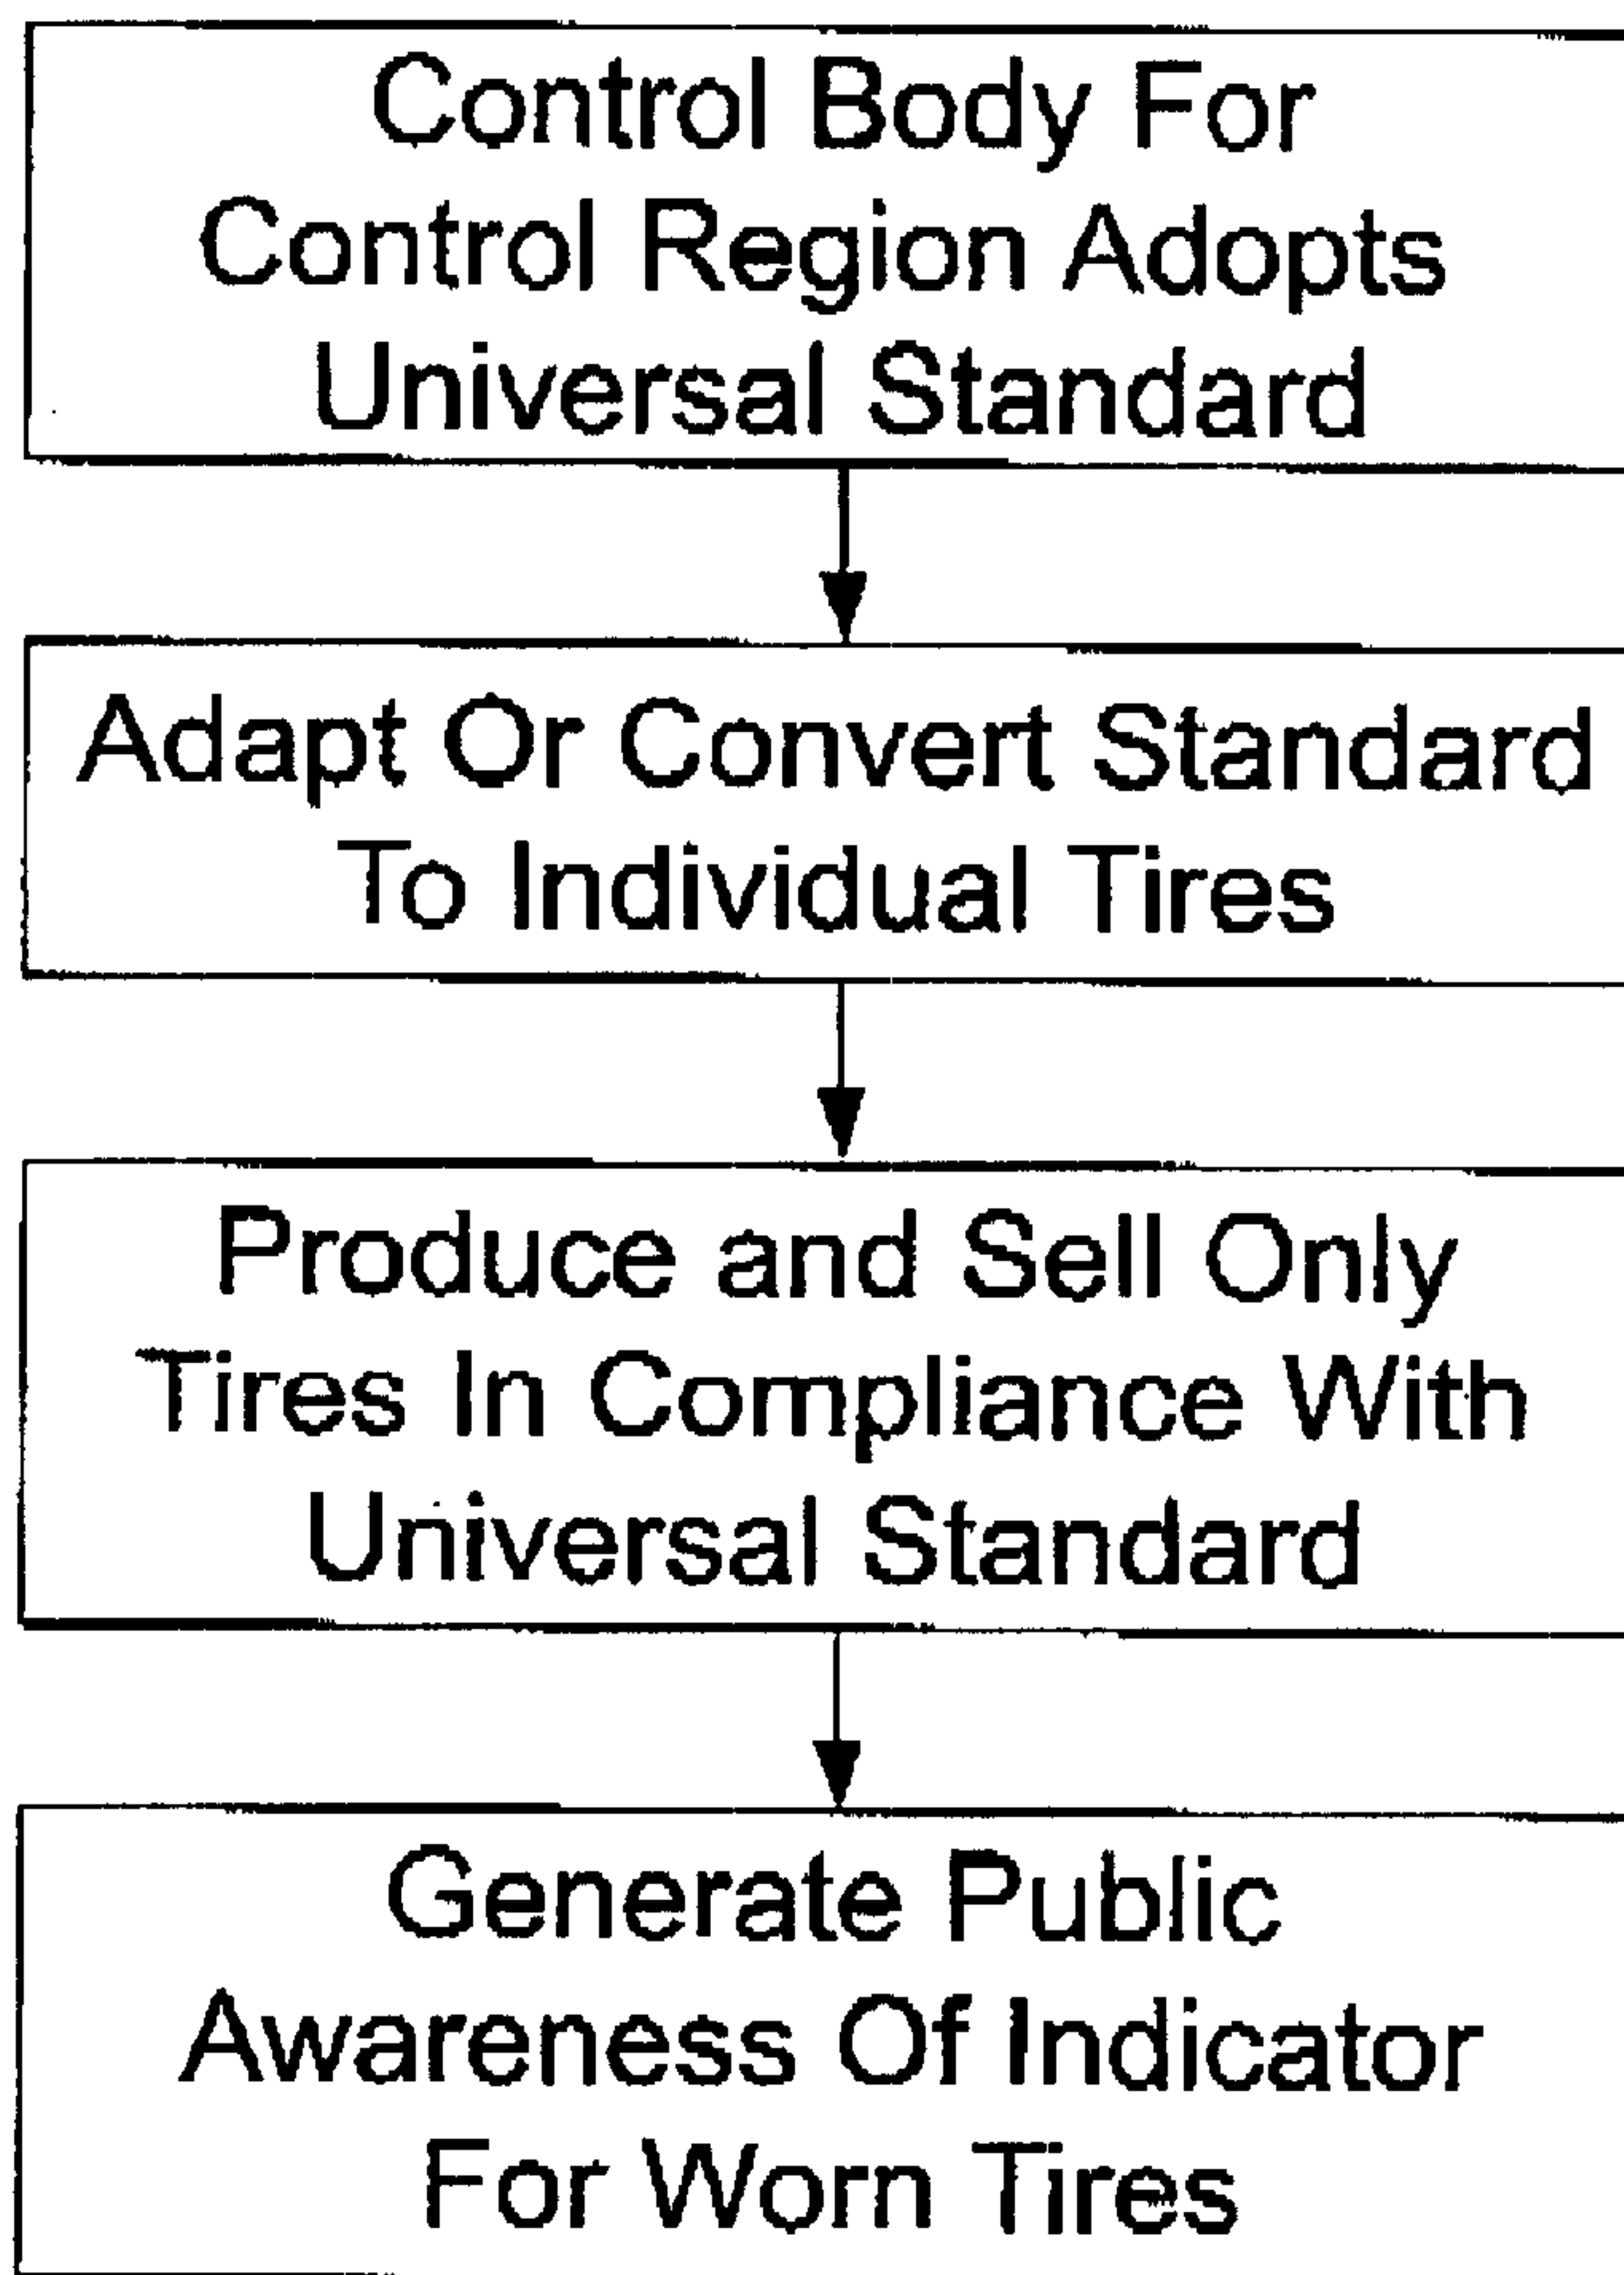 Control Body For
Control Region Adopts
Universal Standard
Adapt Or Convert Standard
To Individual Tires
Produce and Sell Only
Tires In Compliance With
Universal Standard
Generate Public
Awareness Of Indicator
For Worn Tires